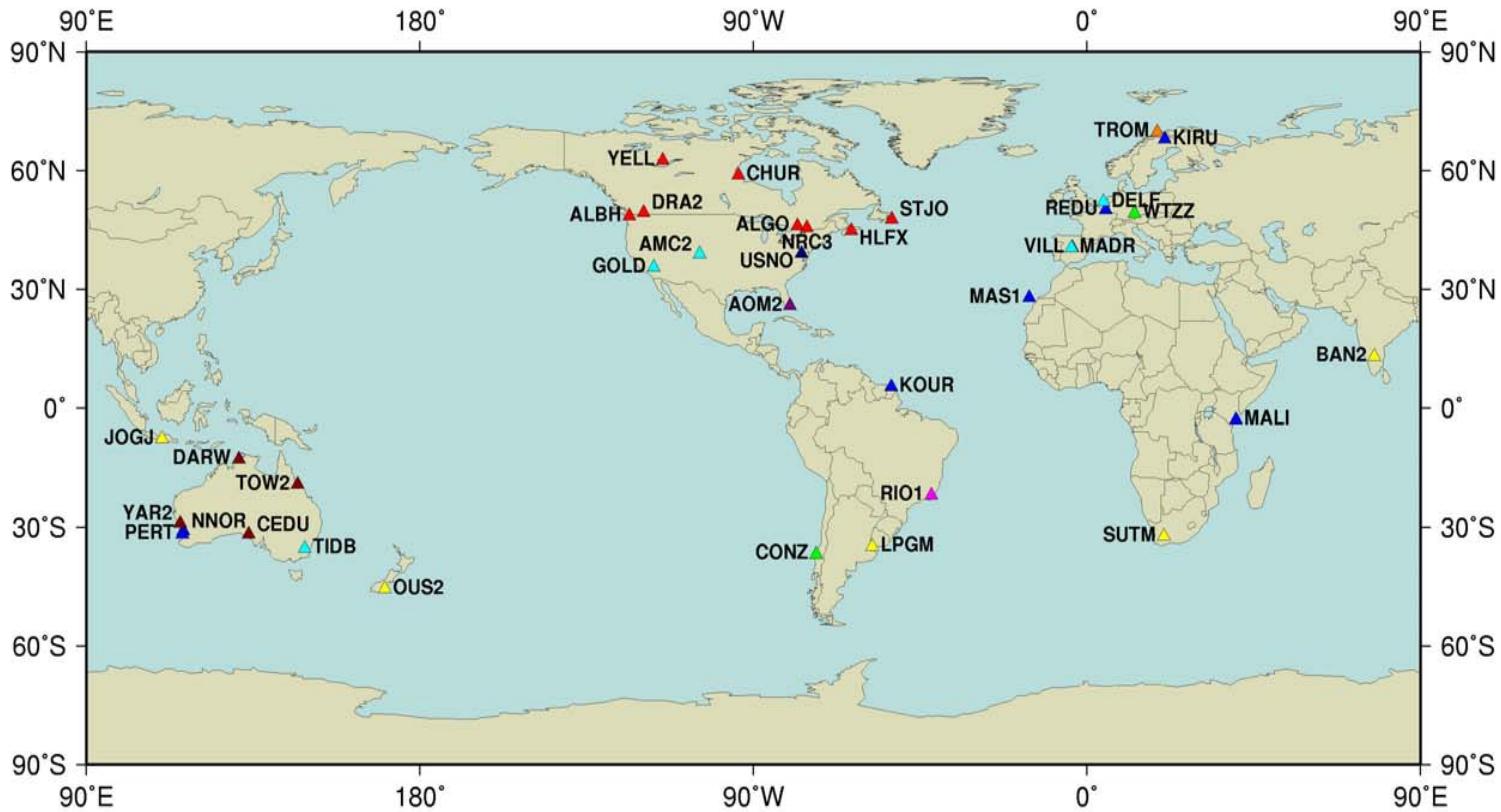 90˚E 180˚ 90˚W 0˚ 90˚E
90˚N 90˚N
TROM
KIRU
YELL
CHUR
60˚N 60˚N
DELF
REDU
WTZZ
DRA2
ALBH
STJO
ALGO
HLFX
NRC3
AMC2
USNO
VILL MADR
GOLD
30˚N 30˚N
MAS1
AOM2
BAN2
KOUR
0˚ 0˚
MALI
JOGJ
DARW
TOW2
RIO1
YAR2
NNOR CEDU
PERT
30˚S 30˚S
SUTM
TIDB
CONZ
LPGM
OUS2
60˚S 60˚S
90˚S 90˚S
90˚E 180˚ 90˚W 0˚ 90˚E